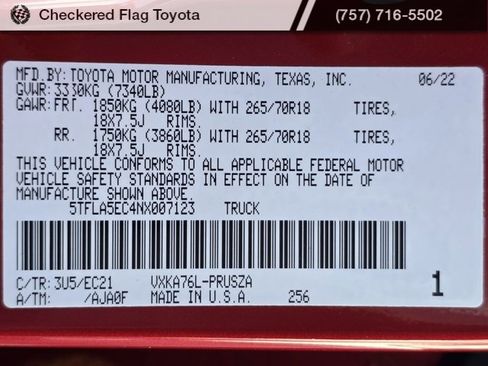 Checkered Flag Toyota (757) 716-5502
MFD.BY: TOYOTA MOTOR MANUFACTURING, TEXAS, INC. 06/22
GVWR: 3330KG (7340LB)
GAWR: FRT. 1850KG (4080LB) WITH 265/70R18 TIRES,
18X7.5J RIMS.
RR. 1750KG (3860LB) WITH 265/70R18 TIRES,
18X7.5J RIMS.
THIS VEHICLE CONFORMS TO ALL APPLICABLE FEDERAL MOTOR
VEHICLE SAFETY STANDARDS IN EFFECT ON THE DATE OF
MANUFACTURE SHOWN ABOVE.
5TFLA5EC4NX007123 TRUCK
C/TR: 3U5/EC21 VXKA76L-PRUSZA
A/TM: /AJA0F MADE IN U.S.A. 256 1